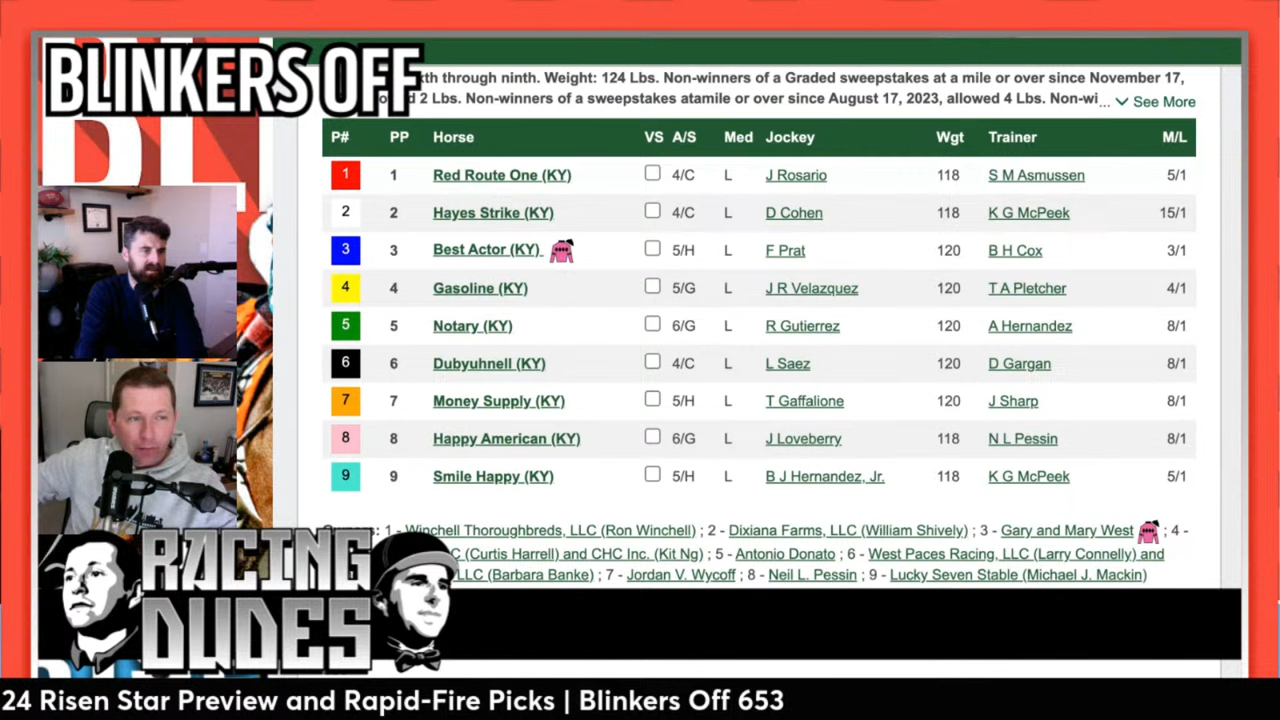 BLINKERS OFF
xth through ninth. Weight: 124 Lbs. Non-winners of a Graded sweepstakes at a mile or over since November 17,
d 2 Lbs. Non-winners of a sweepstakes atamile or over since August 17, 2023, allowed 4 Lbs. Non-wi... See More
P# PP Horse VS A/S Med Jockey Wgt Trainer M/L
1 1 Red Route One (KY) 4/C L J Rosario 118 S M Asmussen 5/1
2 2 Hayes Strike (KY) 4/C L D Cohen 118 K G McPeek 15/1
3 3 Best Actor (KY) 5/H L F Prat 120 B H Cox 3/1
4 4 Gasoline (KY) 5/G L J R Velazquez 120 T A Pletcher 4/1
5 5 Notary (KY) 6/G L R Gutierrez 120 A Hernandez 8/1
6 6 Dubyuhnell (KY) 4/C L L Saez 120 D Gargan 8/1
7 7 Money Supply (KY) 5/H L T Gaffalione 120 J Sharp 8/1
8 8 Happy American (KY) 6/G L J Loveberry 118 N L Pessin 8/1
9 9 Smile Happy (KY) 5/H L B J Hernandez, Jr. 118 K G McPeek 5/1
: 1 - Winchell Thoroughbreds, LLC (Ron Winchell) ; 2 - Dixiana Farms, LLC (William Shively) ; 3 - Gary and Mary West ; 4 -
C (Curtis Harrell) and CHC Inc. (Kit Ng) ; 5 - Antonio Donato ; 6 - West Paces Racing, LLC (Larry Connelly) and
LLC (Barbara Banke) ; 7 - Jordan V. Wycoff ; 8 - Neil L. Pessin ; 9 - Lucky Seven Stable (Michael J. Mackin)
RACING
DUDES
24 Risen Star Preview and Rapid-Fire Picks | Blinkers Off 653